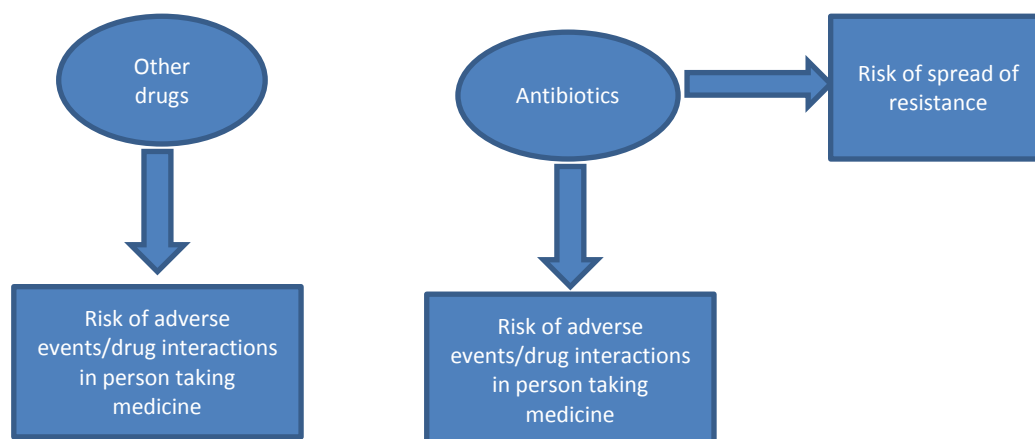 Other
drugs
Antibiotics
Risk of spread of
resistance
Risk of adverse
events/drug interactions
in person taking
medicine
Risk of adverse
events/drug interactions
in person taking
medicine